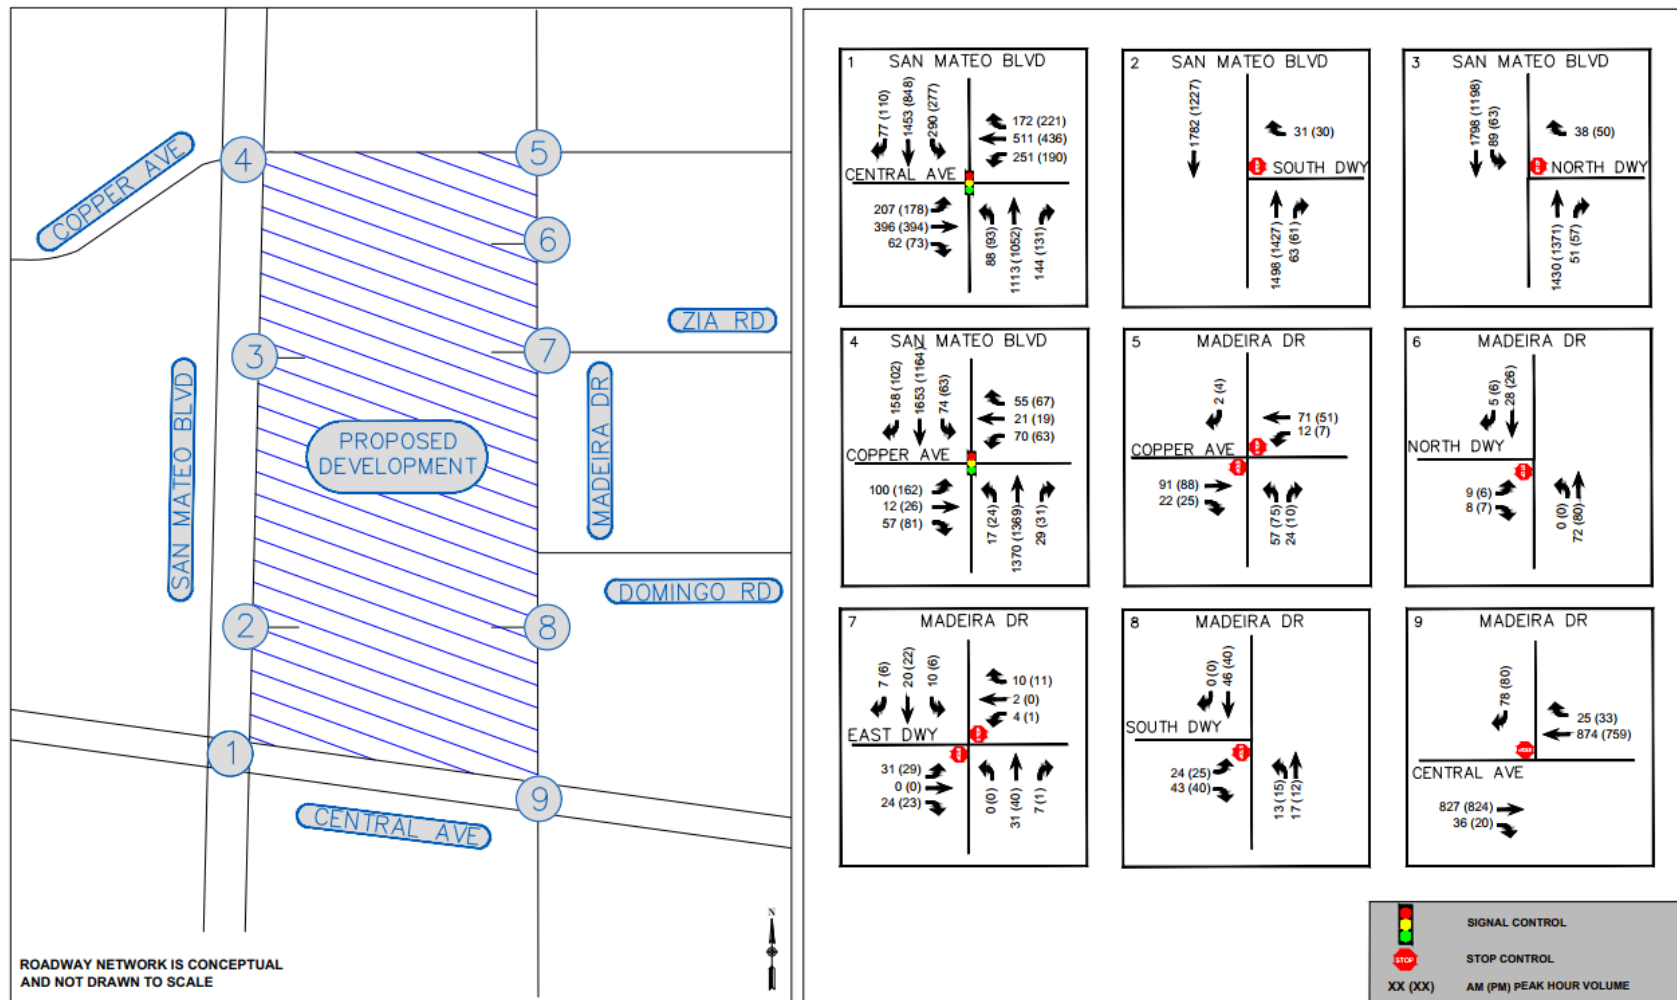 COPPER AVE
4
5
6
ZIA RD
3
7
SAN MATEO BLVD
PROPOSED
DEVELOPMENT
MADEIRA DR
DOMINGO RD
2
8
1
9
CENTRAL AVE
N
ROADWAY NETWORK IS CONCEPTUAL
AND NOT DRAWN TO SCALE
1 SAN MATEO BLVD
77 (110)
1453 (848)
290 (277)
172 (221)
511 (436)
251 (190)
CENTRAL AVE
207 (178)
396 (394)
62 (73)
88 (93)
1113 (1052)
144 (131)
2 SAN MATEO BLVD
1782 (1227)
31 (30)
SOUTH DWY
1498 (1427)
63 (61)
3 SAN MATEO BLVD
1798 (1198)
89 (63)
38 (50)
NORTH DWY
1430 (1371)
51 (57)
4 SAN MATEO BLVD
158 (102)
1653 (1164)
74 (63)
55 (67)
21 (19)
70 (63)
COPPER AVE
100 (162)
12 (26)
57 (81)
17 (24)
1370 (1369)
29 (31)
5 MADEIRA DR
2 (4)
71 (51)
12 (7)
COPPER AVE
91 (88)
22 (25)
57 (75)
24 (10)
6 MADEIRA DR
5 (6)
28 (26)
NORTH DWY
9 (6)
8 (7)
0 (0)
72 (80)
7 MADEIRA DR
7 (6)
20 (22)
10 (6)
10 (11)
2 (0)
4 (1)
EAST DWY
31 (29)
0 (0)
24 (23)
0 (0)
31 (40)
7 (1)
8 MADEIRA DR
0 (0)
46 (40)
SOUTH DWY
24 (25)
43 (40)
13 (15)
17 (12)
9 MADEIRA DR
78 (80)
25 (33)
874 (759)
CENTRAL AVE
827 (824)
36 (20)
SIGNAL CONTROL
STOP
STOP CONTROL
XX (XX) AM (PM) PEAK HOUR VOLUME